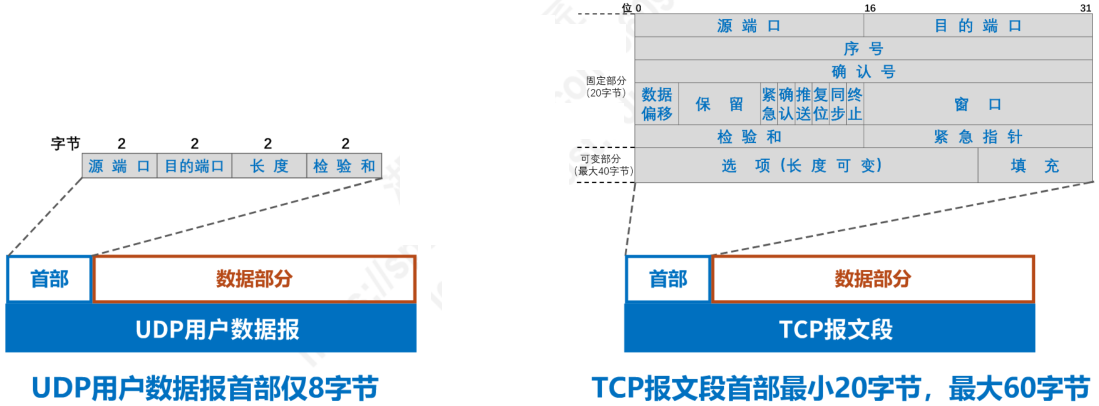 字节 2 2 2 2
源端口 目的端口 长度 检验和
首部 数据部分
UDP用户数据报
UDP用户数据报首部仅8字节
位 0 16 31
源端口 目的端口
序号
确认号
固定部分
(20字节)
数据偏移 保留 紧急 确认 推送 复位 同步 终止 窗口
检验和 紧急指针
可变部分
(最大40字节)
选项(长度可变) 填充
首部 数据部分
TCP报文段
TCP报文段首部最小20字节，最大60字节